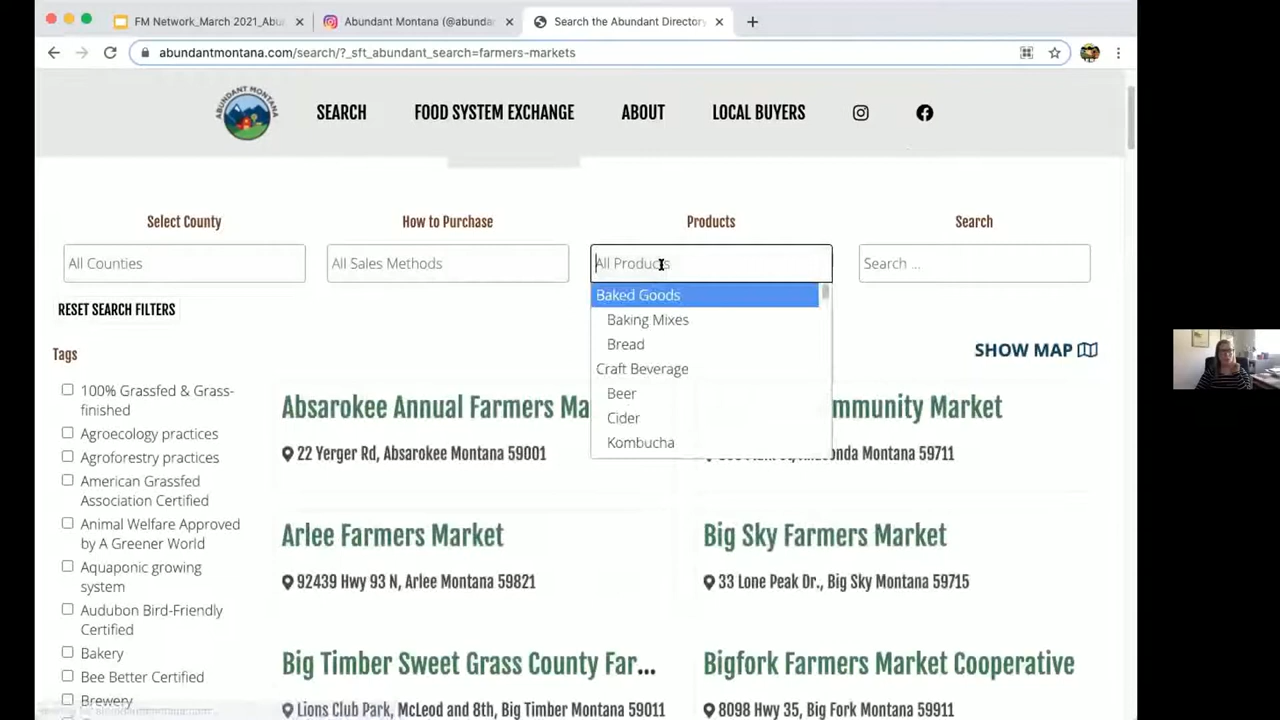 FM Network_March 2021_Abu
Abundant Montana (@abunda
Search the Abundant Directory
abundantmontana.com/search/?_sft_abundant_search=farmers-markets
ABUNDANT MONTANA
SEARCH
FOOD SYSTEM EXCHANGE
ABOUT
LOCAL BUYERS
Select County
How to Purchase
Products
Search
All Counties
All Sales Methods
All Products
Search ...
RESET SEARCH FILTERS
Baked Goods
Baking Mixes
Bread
Craft Beverage
Beer
Cider
Kombucha
SHOW MAP
Tags
100% Grassfed & Grass-
finished
Agroecology practices
Agroforestry practices
American Grassfed
Association Certified
Animal Welfare Approved
by A Greener World
Aquaponic growing
system
Audubon Bird-Friendly
Certified
Bakery
Bee Better Certified
Brewery
Absarokee Annual Farmers Ma
22 Yerger Rd, Absarokee Montana 59001
mmunity Market
Montana 59711
Arlee Farmers Market
92439 Hwy 93 N, Arlee Montana 59821
Big Sky Farmers Market
33 Lone Peak Dr., Big Sky Montana 59715
Big Timber Sweet Grass County Far...
Lions Club Park, McLeod and 8th, Big Timber Montana 59011
Bigfork Farmers Market Cooperative
8098 Hwy 35, Big Fork Montana 59911